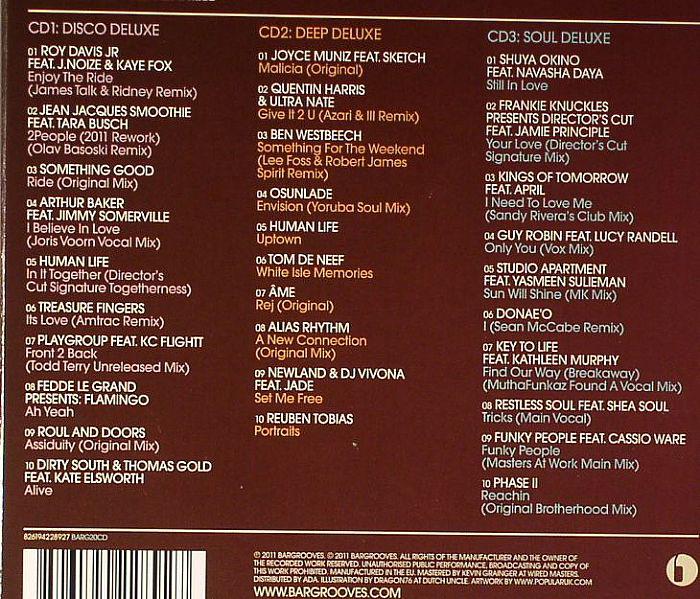 CD1: DISCO DELUXE
01 ROY DAVIS JR
FEAT. J.NOIZE & KAYE FOX
Enjoy The Ride
(James Talk & Ridney Remix)
02 JEAN JACQUES SMOOTHIE
FEAT. TARA BUSCH
2People (2011 Rework)
(Olav Basoski Remix)
03 SOMETHING GOOD
Ride (Original Mix)
04 ARTHUR BAKER
FEAT. JIMMY SOMERVILLE
I Believe In Love
(Joris Voorn Vocal Mix)
05 HUMAN LIFE
In It Together (Director's
Cut Signature Togetherness)
06 TREASURE FINGERS
Its Love (Amtrac Remix)
07 PLAYGROUP FEAT. KC FLIGHTT
Front 2 Back
(Todd Terry Unreleased Mix)
08 FEDDE LE GRAND
PRESENTS: FLAMINGO
Ah Yeah
09 ROUL AND DOORS
Assiduity (Original Mix)
10 DIRTY SOUTH & THOMAS GOLD
FEAT. KATE ELSWORTH
Alive
CD2: DEEP DELUXE
01 JOYCE MUNIZ FEAT. SKETCH
Malicia (Original)
02 QUENTIN HARRIS
& ULTRA NATE
Give It 2 U (Azari & III Remix)
03 BEN WESTBEECH
Something For The Weekend
(Lee Foss & Robert James
Spirit Remix)
04 OSUNLADE
Envision (Yoruba Soul Mix)
05 HUMAN LIFE
Uptown
06 TOM DE NEEF
White Isle Memories
07 ÂME
Rej (Original)
08 ALIAS RHYTHM
A New Connection
(Original Mix)
09 NEWLAND & DJ VIVONA
FEAT. JADE
Set Me Free
10 REUBEN TOBIAS
Portraits
CD3: SOUL DELUXE
01 SHUYA OKINO
FEAT. NAVASHA DAYA
Still In Love
02 FRANKIE KNUCKLES
PRESENTS DIRECTOR'S CUT
FEAT. JAMIE PRINCIPLE
Your Love (Director's Cut
Signature Mix)
03 KINGS OF TOMORROW
FEAT. APRIL
I Need To Love Me
(Sandy Rivera's Club Mix)
04 GUY ROBIN FEAT. LUCY RANDELL
Only You (Vox Mix)
05 STUDIO APARTMENT
FEAT. YASMEEN SULIEMAN
Sun Will Shine (MK Mix)
06 DONAE'O
I (Sean McCabe Remix)
07 KEY TO LIFE
FEAT. KATHLEEN MURPHY
Find Our Way (Breakaway)
(MuthaFunkaz Found A Vocal Mix)
08 RESTLESS SOUL FEAT. SHEA SOUL
Tricks (Main Vocal)
09 FUNKY PEOPLE FEAT. CASSIO WARE
Funky People
(Masters At Work Main Mix)
10 PHASE II
Reachin
(Original Brotherhood Mix)
826194228927 BARG20CD
℗ 2011 BARGROOVES. © 2011 BARGROOVES. ALL RIGHTS OF THE MANUFACTURER AND THE OWNER OF
THE RECORDED WORK RESERVED. UNAUTHORISED PUBLIC PERFORMANCE, BROADCASTING AND COPY OF
THIS WORK PROHIBITED. MANUFACTURED IN THE EU. MASTERED BY KEVIN GRAINGER AT WIRED MASTERS.
DISTRIBUTED BY ADA. ILLUSTRATION BY DRAGON76 AT DUTCH UNCLE. ARTWORK BY WWW.POPULARUK.COM
WWW.BARGROOVES.COM